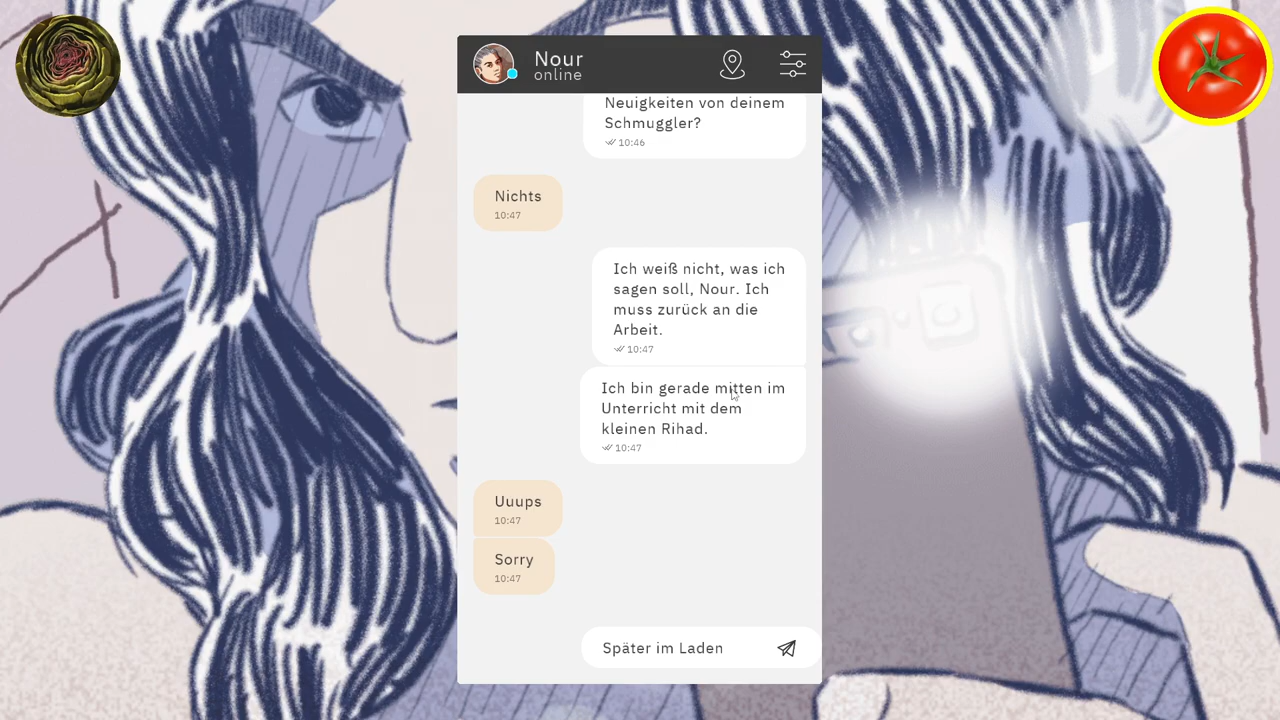 Nour
online
Neuigkeiten von deinem
Schmuggler?
10:46
Nichts
10:47
Ich weiß nicht, was ich
sagen soll, Nour. Ich
muss zurück an die
Arbeit.
10:47
Ich bin gerade mitten im
Unterricht mit dem
kleinen Rihad.
10:47
Uuups
10:47
Sorry
10:47
Später im Laden